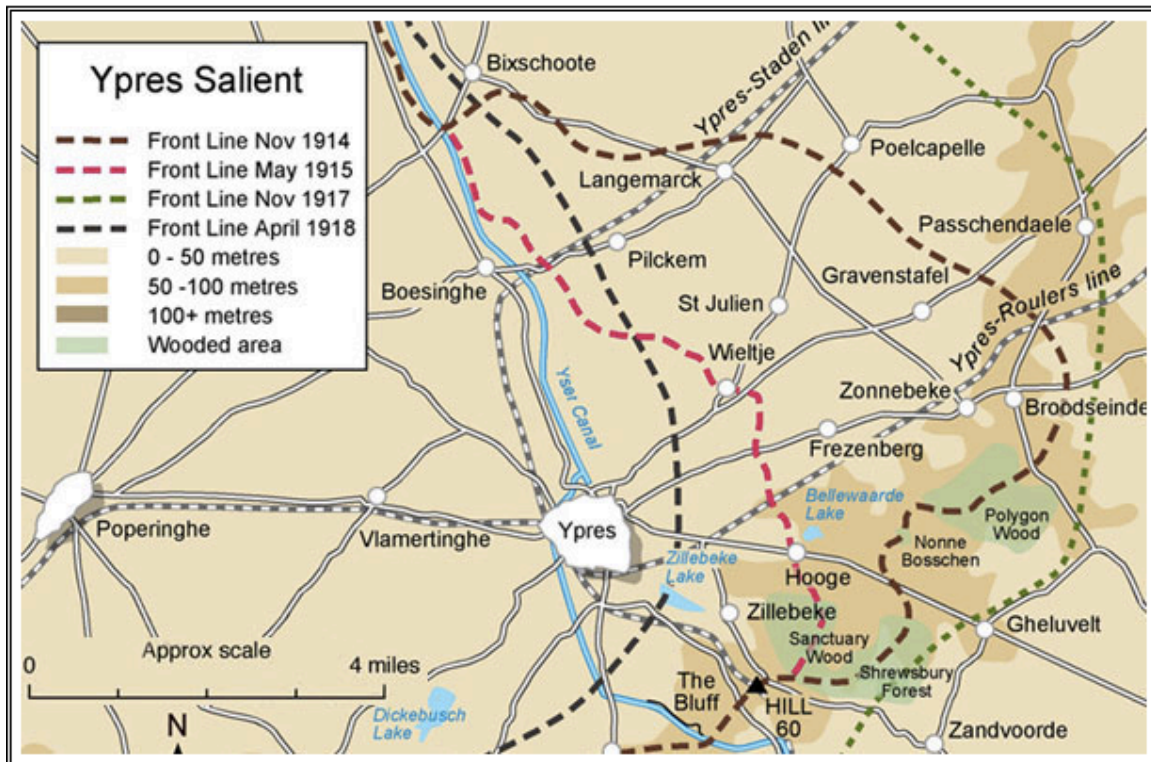 Ypres Salient
Front Line Nov 1914
Front Line May 1915
Front Line Nov 1917
Front Line April 1918
0 - 50 metres
50 -100 metres
100+ metres
Wooded area
Bixschoote
Ypres-Staden
Poelcapelle
Langemarck
Passchendaele
Pilckem
Gravenstafel
Boesinghe
St Julien
Ypres-Roulers line
Wieltje
Yser Canal
Zonnebeke
Broodseinde
Frezenberg
Bellewaarde
Lake
Polygon
Wood
Poperinghe
Vlamertinghe
Ypres
Nonne
Bosschen
Zillebeke
Lake
Hooge
Zillebeke
Gheluvelt
Sanctuary
Wood
Shrewsbury
Forest
Approx scale
0
4 miles
The
Bluff
HILL
60
Dickebusch
Lake
Zandvoorde
N